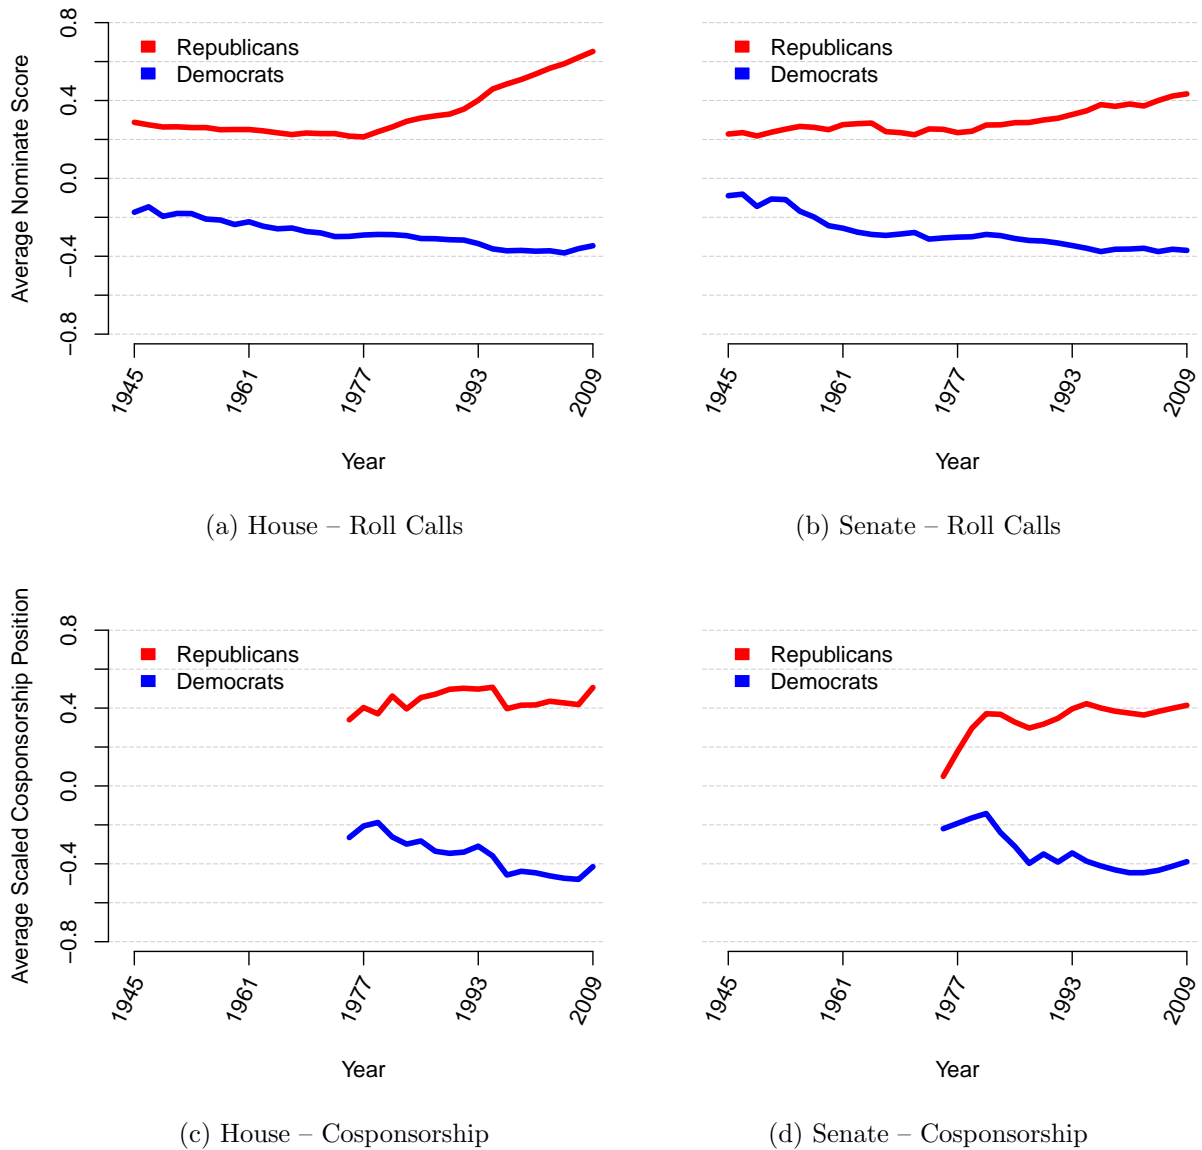 Average Nominate Score
0.8
0.4
0.0
−0.4
−0.8
Republicans
Democrats
1945
1961
1977
1993
2009
Year
(a) House – Roll Calls
Republicans
Democrats
1945
1961
1977
1993
2009
Year
(b) Senate – Roll Calls
Average Scaled Cosponsorship Position
0.8
0.4
0.0
−0.4
−0.8
Republicans
Democrats
1945
1961
1977
1993
2009
Year
(c) House – Cosponsorship
Republicans
Democrats
1945
1961
1977
1993
2009
Year
(d) Senate – Cosponsorship